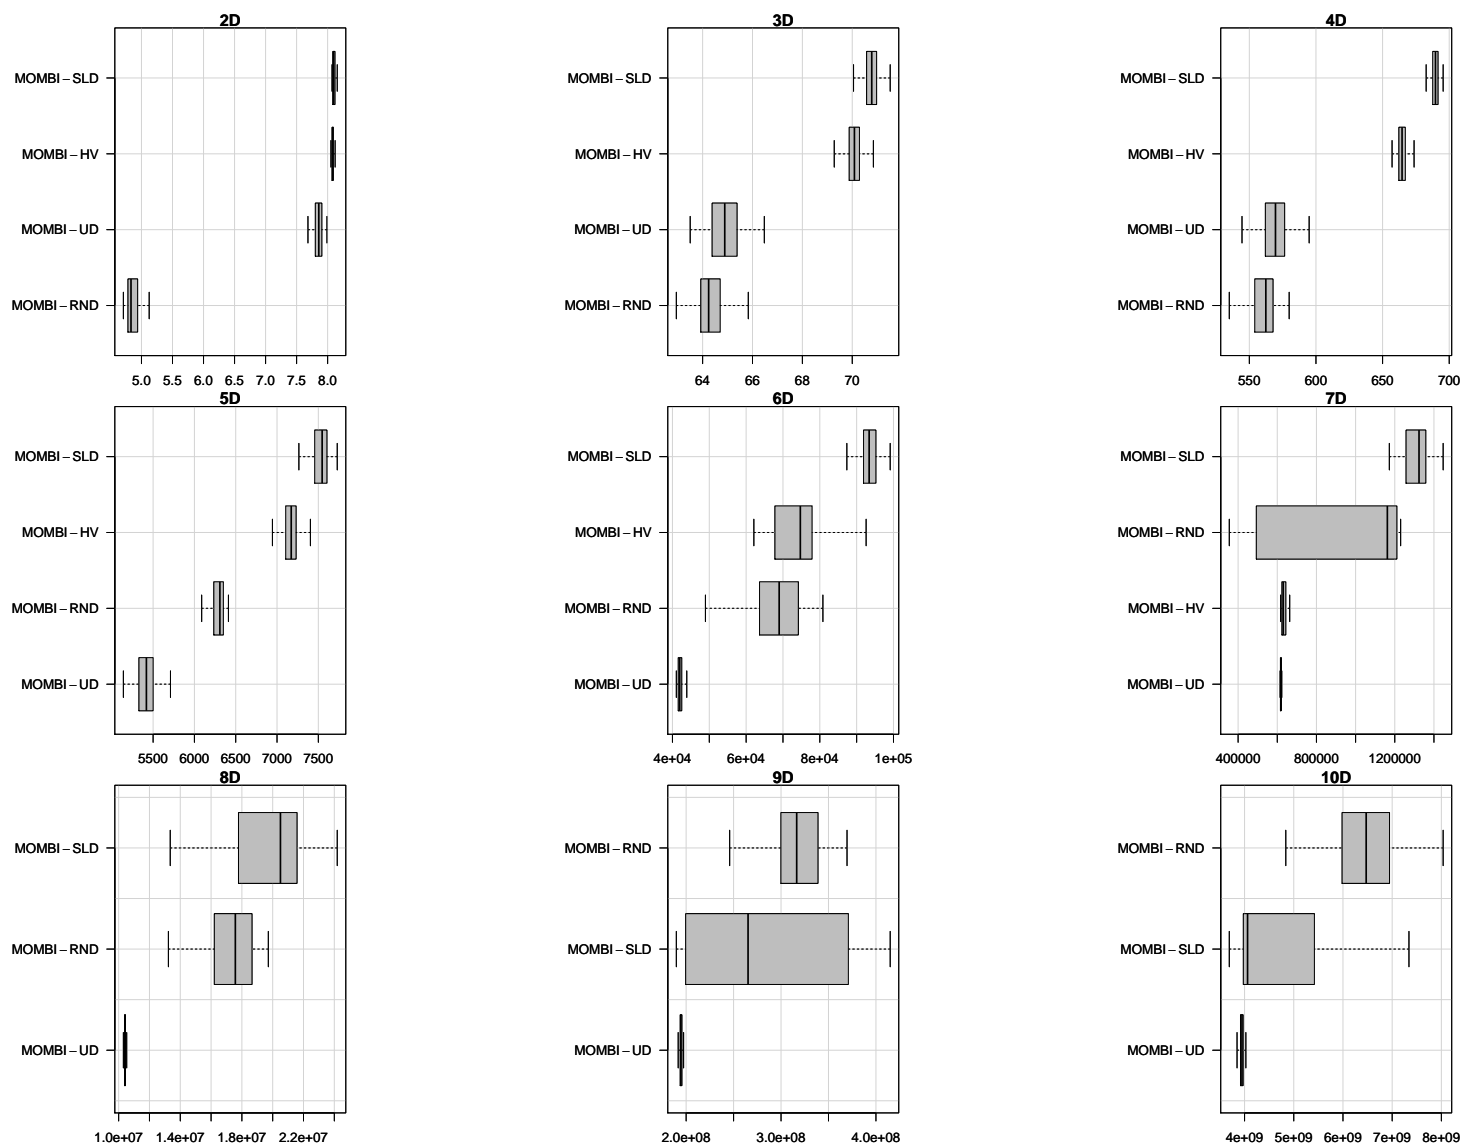 2D
MOMBI-SLD
MOMBI-HV
MOMBI-UD
MOMBI-RND
5.0 5.5 6.0 6.5 7.0 7.5 8.0
3D
MOMBI-SLD
MOMBI-HV
MOMBI-UD
MOMBI-RND
64 66 68 70
4D
MOMBI-SLD
MOMBI-HV
MOMBI-UD
MOMBI-RND
550 600 650 700
5D
MOMBI-SLD
MOMBI-HV
MOMBI-RND
MOMBI-UD
5500 6000 6500 7000 7500
6D
MOMBI-SLD
MOMBI-HV
MOMBI-RND
MOMBI-UD
4e+04 6e+04 8e+04 1e+05
7D
MOMBI-SLD
MOMBI-RND
MOMBI-HV
MOMBI-UD
400000 800000 1200000
8D
MOMBI-SLD
MOMBI-RND
MOMBI-UD
1.0e+07 1.4e+07 1.8e+07 2.2e+07
9D
MOMBI-RND
MOMBI-SLD
MOMBI-UD
2.0e+08 3.0e+08 4.0e+08
10D
MOMBI-RND
MOMBI-SLD
MOMBI-UD
4e+09 5e+09 6e+09 7e+09 8e+09